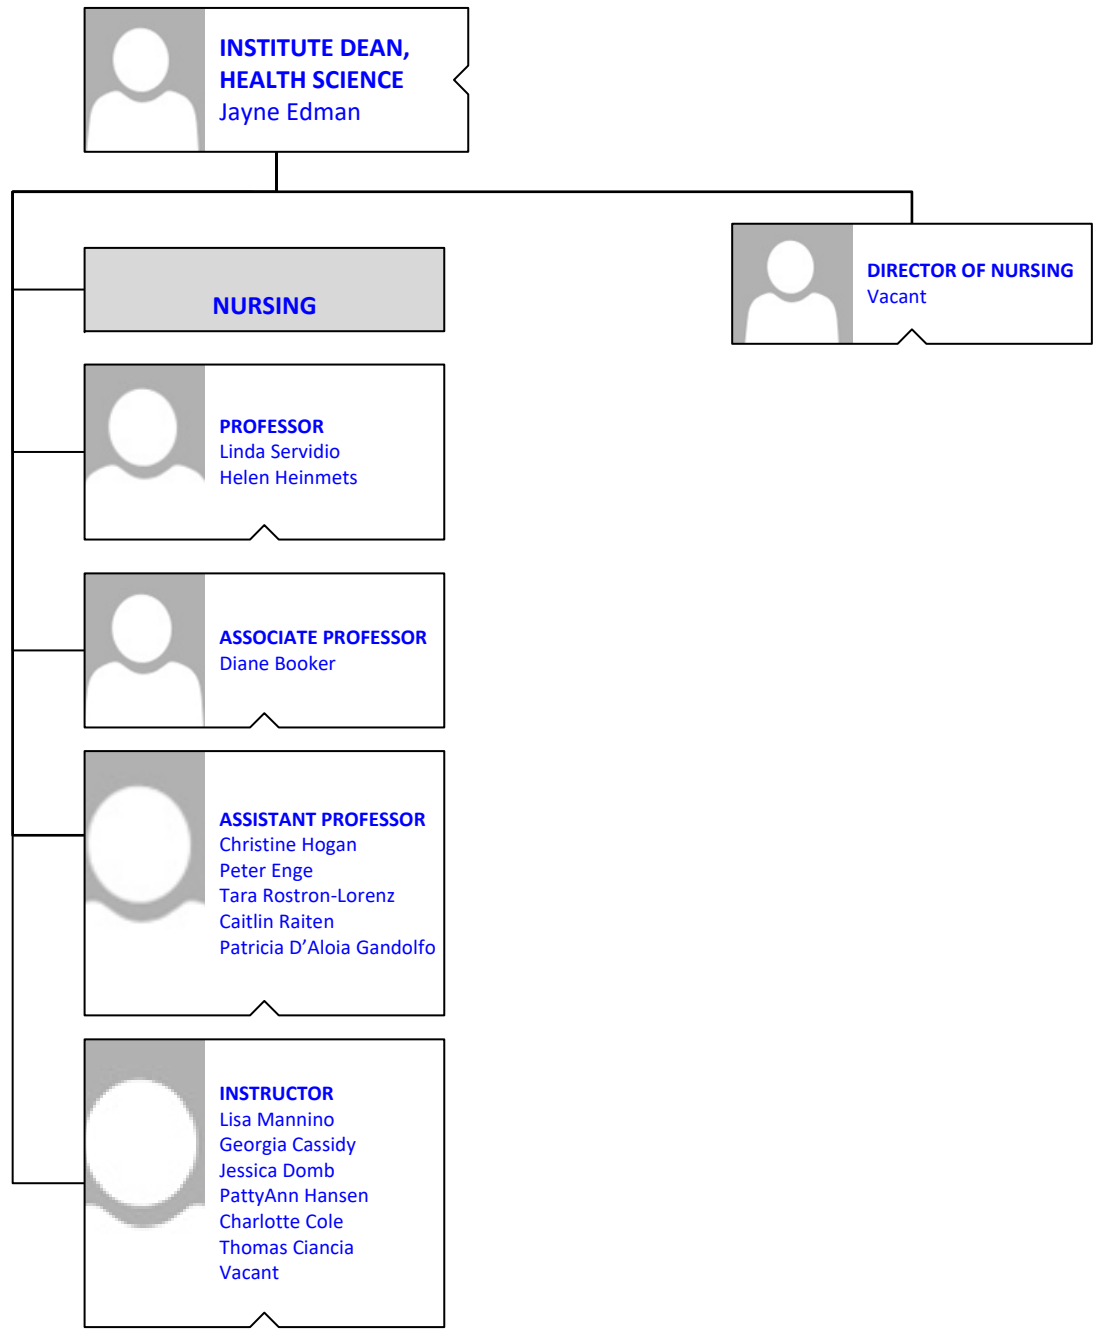 INSTITUTE DEAN,
HEALTH SCIENCE
Jayne Edman
DIRECTOR OF NURSING
Vacant
NURSING
PROFESSOR
Linda Servidio
Helen Heinmets
ASSOCIATE PROFESSOR
Diane Booker
ASSISTANT PROFESSOR
Christine Hogan
Peter Enge
Tara Rostron-Lorenz
Caitlin Raiten
Patricia D’Aloia Gandolfo
INSTRUCTOR
Lisa Mannino
Georgia Cassidy
Jessica Domb
PattyAnn Hansen
Charlotte Cole
Thomas Ciancia
Vacant